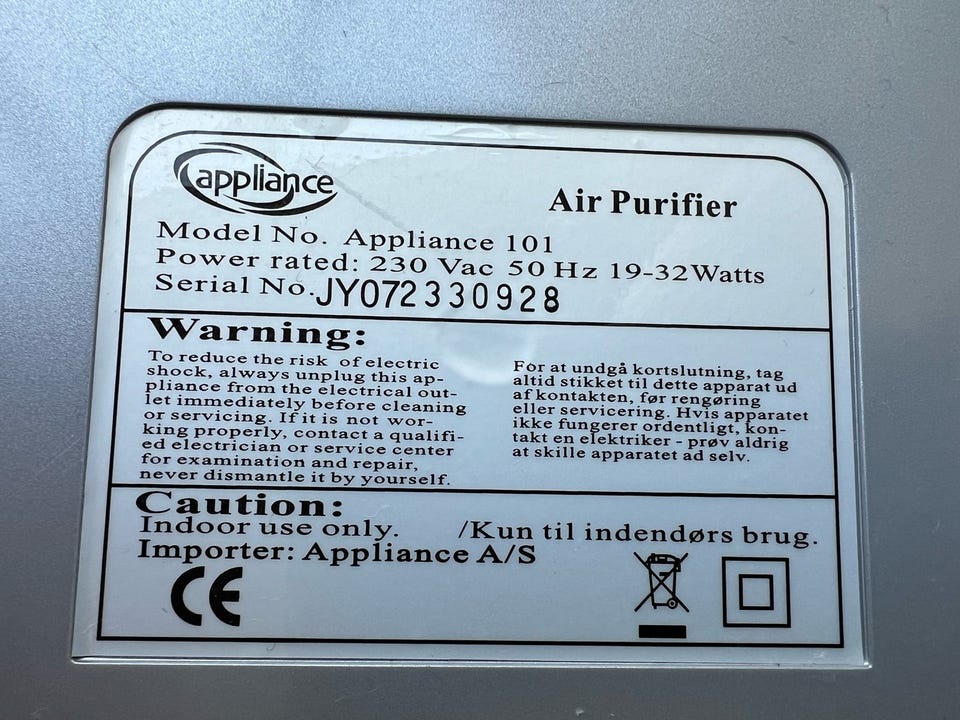 appliance
Air Purifier
Model No. Appliance 101
Power rated: 230 Vac 50 Hz 19-32Watts
Serial No.JY072330928
Warning:
To reduce the risk of electric
shock, always unplug this ap-
pliance from the electrical out-
let immediately before cleaning
or servicing. If it is not wor-
king properly, contact a qualifi-
ed electrician or service center
for examination and repair,
never dismantle it by yourself.
For at undgå kortslutning, tag
altid stikket til dette apparat ud
af kontakten, før rengøring
eller servicering. Hvis apparatet
ikke fungerer ordentligt, kon-
takt en elektriker - prøv aldrig
at skille apparatet ad selv.
Caution:
Indoor use only. /Kun til indendørs brug.
Importer: Appliance A/S
CE